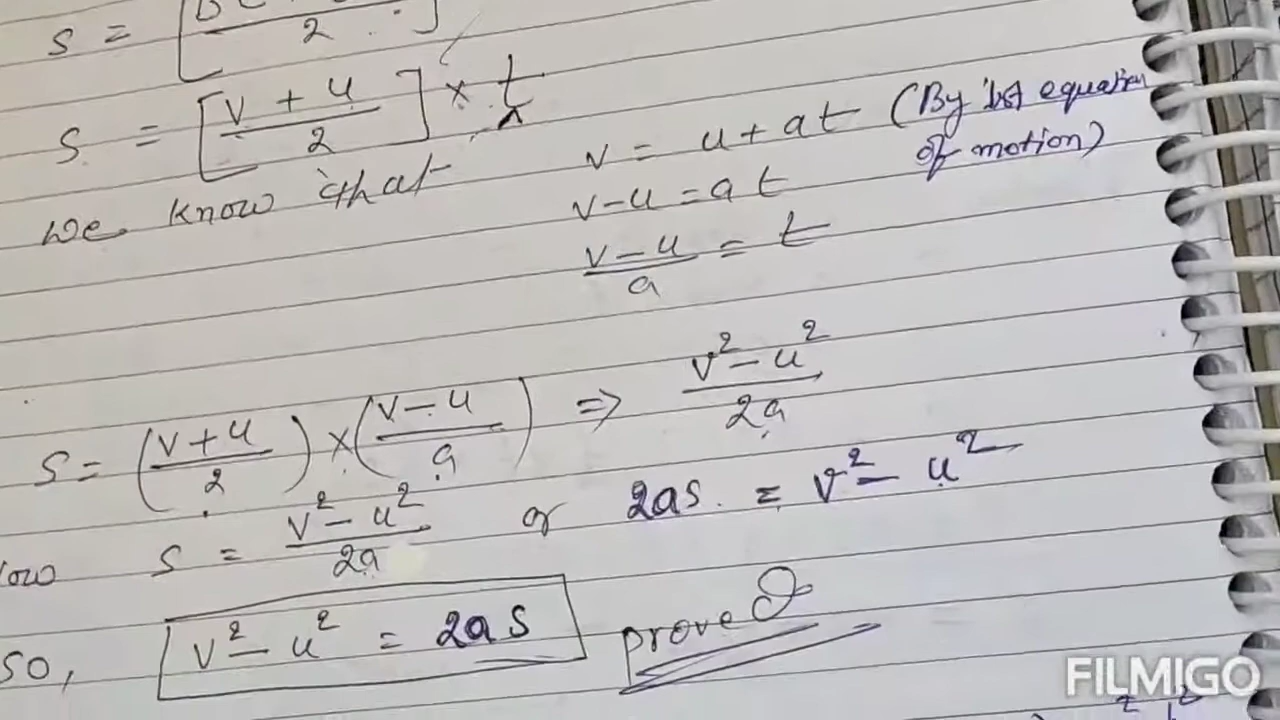 s = [ / 2 ]
s = [v + u / 2] × t
we know that
v = u + at (By 1st equation
of motion)
v - u = at
v - u / a = t
s = (v + u / 2) × (v - u / a) ⇒ v² - u² / 2a
s = v² - u² / 2a or 2as = v² - u²
so, v² - u² = 2as proved
FILMIGO